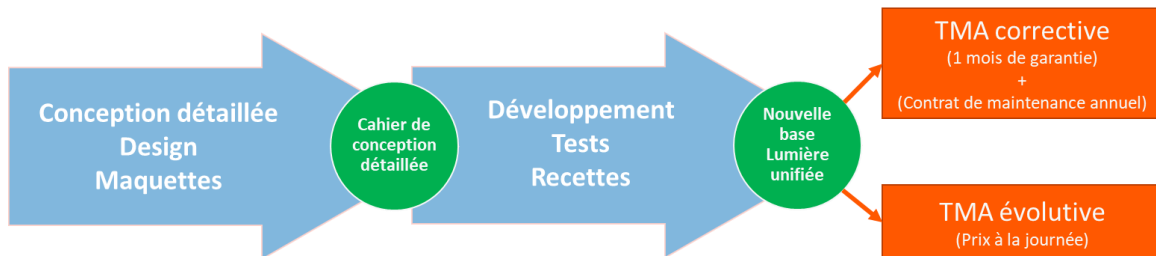 Conception détaillée
Design
Maquettes
Cahier de
conception
détaillée
Développement
Tests
Recettes
Nouvelle
base
Lumière
unifiée
TMA corrective
(1 mois de garantie)
+
(Contrat de maintenance annuel)
TMA évolutive
(Prix à la journée)